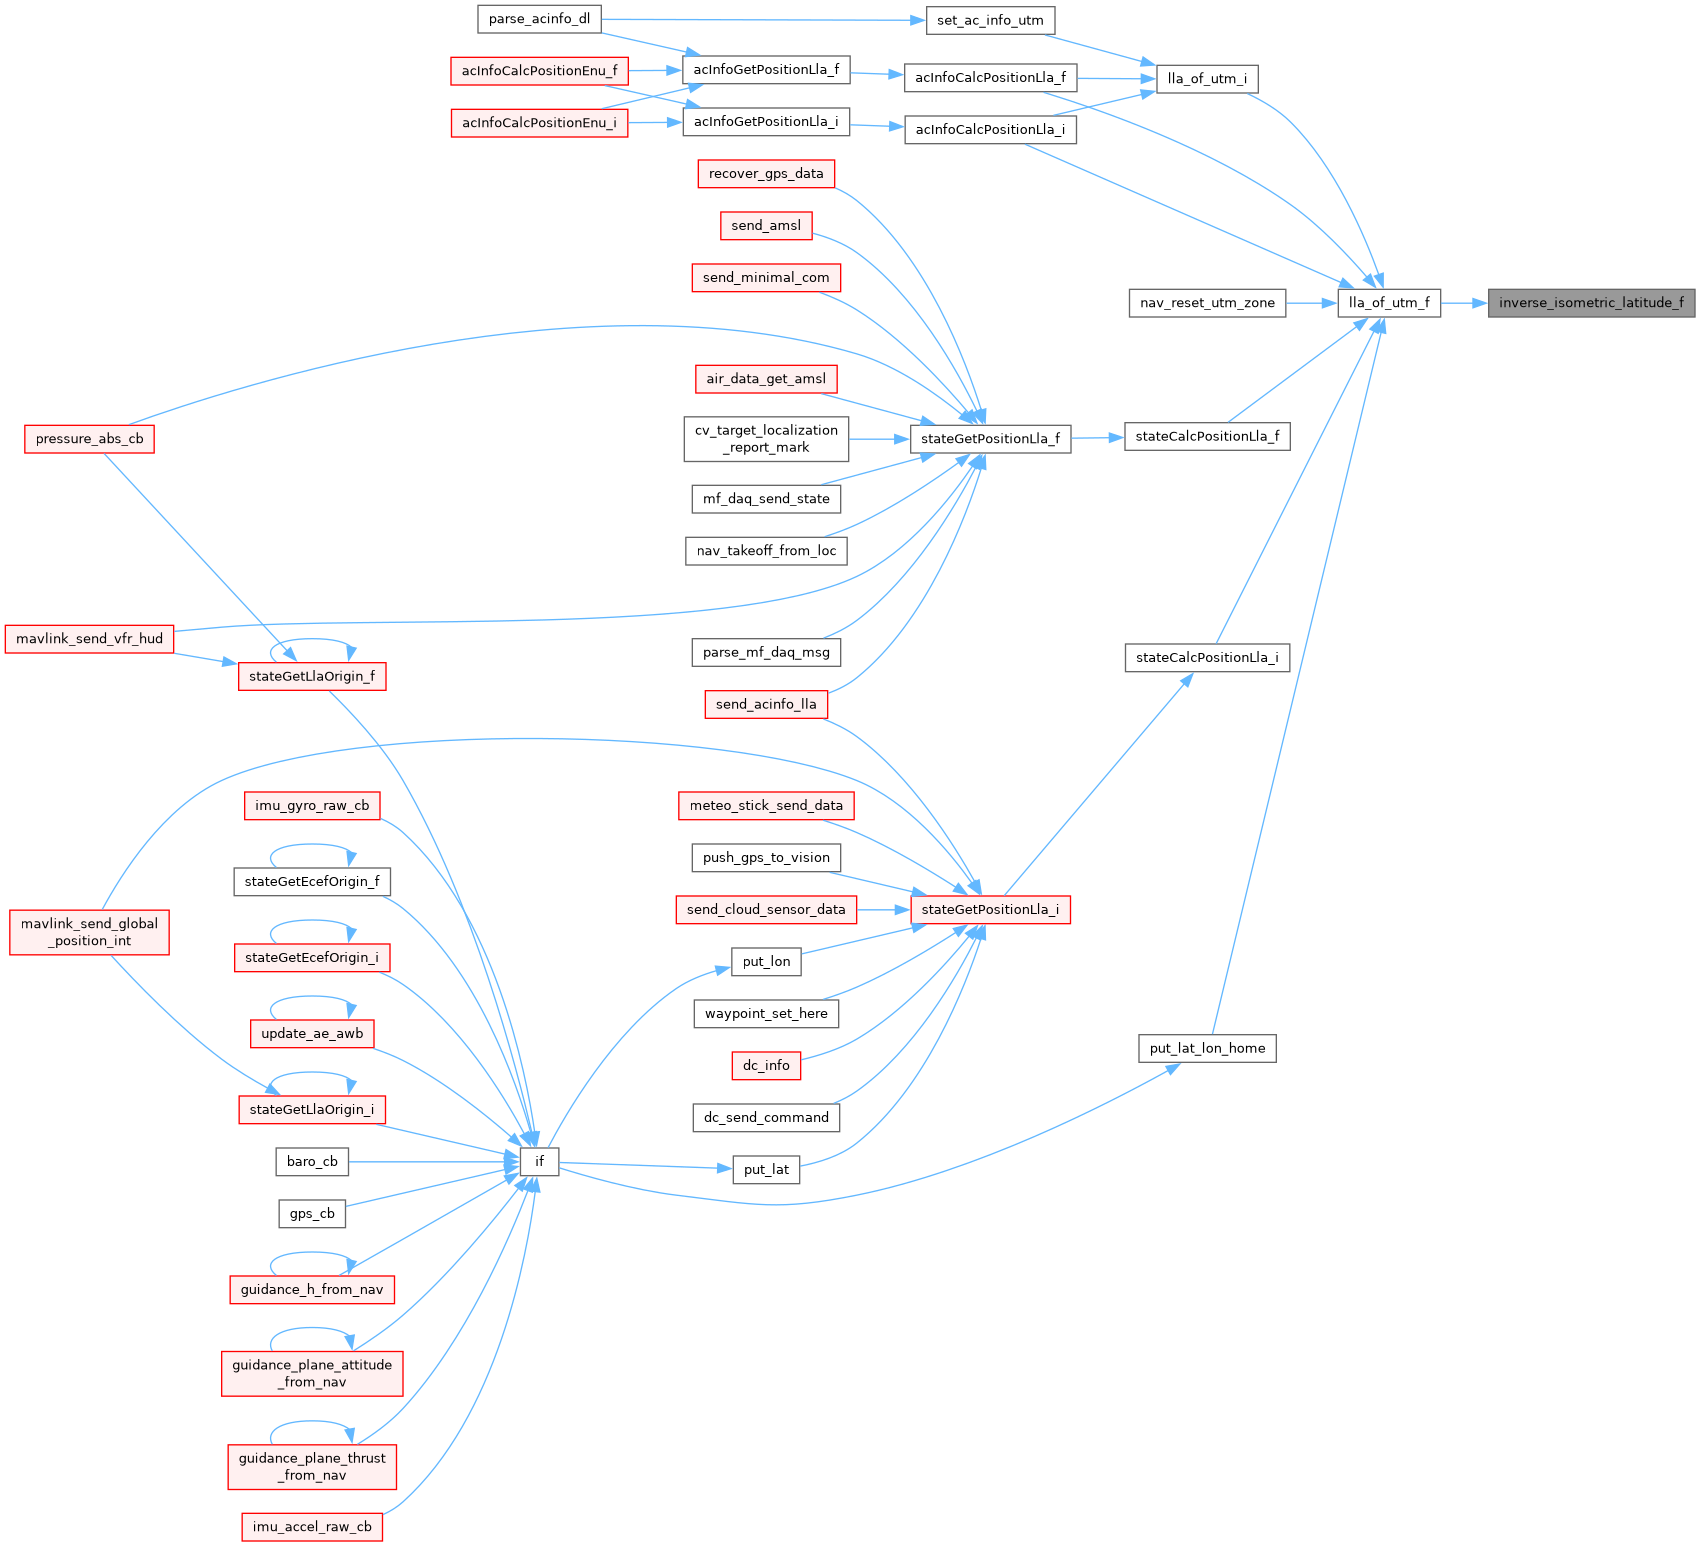 parse_acinfo_dl
set_ac_info_utm
acInfoCalcPositionEnu_f
acInfoGetPositionLla_f
acInfoCalcPositionLla_f
lla_of_utm_i
acInfoCalcPositionEnu_i
acInfoGetPositionLla_i
acInfoCalcPositionLla_i
recover_gps_data
send_amsl
send_minimal_com
nav_reset_utm_zone
lla_of_utm_f
inverse_isometric_latitude_f
air_data_get_amsl
pressure_abs_cb
cv_target_localization
_report_mark
stateGetPositionLla_f
stateCalcPositionLla_f
mf_daq_send_state
nav_takeoff_from_loc
mavlink_send_vfr_hud
parse_mf_daq_msg
stateCalcPositionLla_i
stateGetLlaOrigin_f
send_acinfo_lla
imu_gyro_raw_cb
meteo_stick_send_data
push_gps_to_vision
stateGetEcefOrigin_f
mavlink_send_global
_position_int
send_cloud_sensor_data
stateGetPositionLla_i
stateGetEcefOrigin_i
put_lon
waypoint_set_here
update_ae_awb
put_lat_lon_home
dc_info
stateGetLlaOrigin_i
dc_send_command
baro_cb
if
put_lat
gps_cb
guidance_h_from_nav
guidance_plane_attitude
_from_nav
guidance_plane_thrust
_from_nav
imu_accel_raw_cb